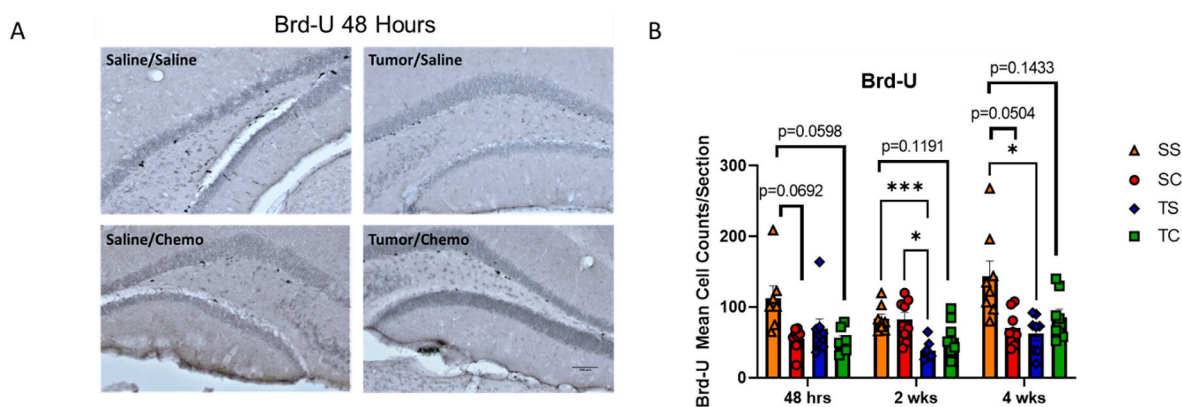 A
Brd-U 48 Hours
Saline/Saline
Tumor/Saline
Saline/Chemo
Tumor/Chemo
B
Brd-U
p=0.1433
p=0.0504
*
p=0.0598
p=0.1191
p=0.0692
***
*
Brd-U Mean Cell Counts/Section
300
200
100
0
48 hrs
2 wks
4 wks
SS
SC
TS
TC